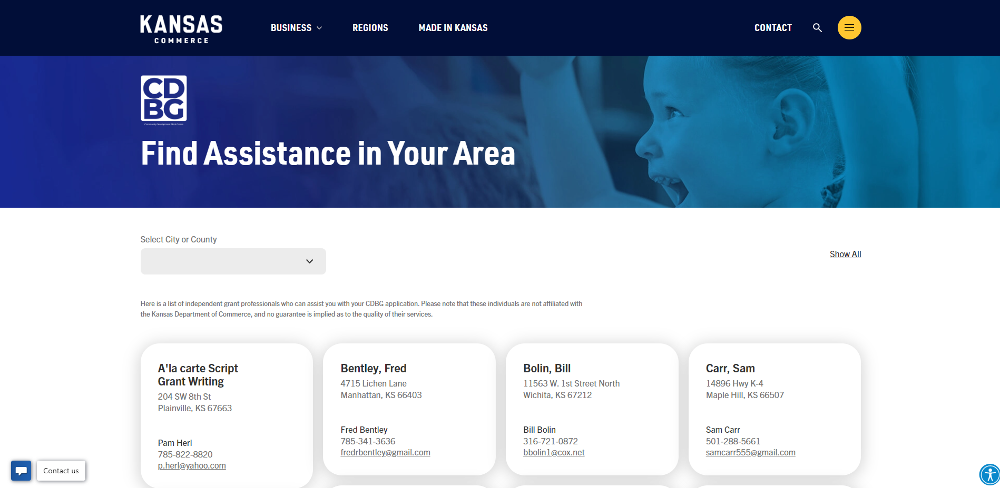 KANSAS
COMMERCE
BUSINESS
REGIONS
MADE IN KANSAS
CONTACT
CD
BG
Community Development Block Grants
Find Assistance in Your Area
Select City or County
Show All
Here is a list of independent grant professionals who can assist you with your CDBG application. Please note that these individuals are not affiliated with
the Kansas Department of Commerce, and no guarantee is implied as to the quality of their services.
A'la carte Script
Grant Writing
204 SW 8th St
Plainville, KS 67663
Pam Herl
785-822-8820
p.herl@yahoo.com
Bentley, Fred
4715 Lichen Lane
Manhattan, KS 66403
Fred Bentley
785-341-3636
fredrbentley@gmail.com
Bolin, Bill
11563 W. 1st Street North
Wichita, KS 67212
Bill Bolin
316-721-0872
bbolin1@cox.net
Carr, Sam
14896 Hwy K-4
Maple Hill, KS 66507
Sam Carr
501-288-5661
samcarr555@gmail.com
Contact us